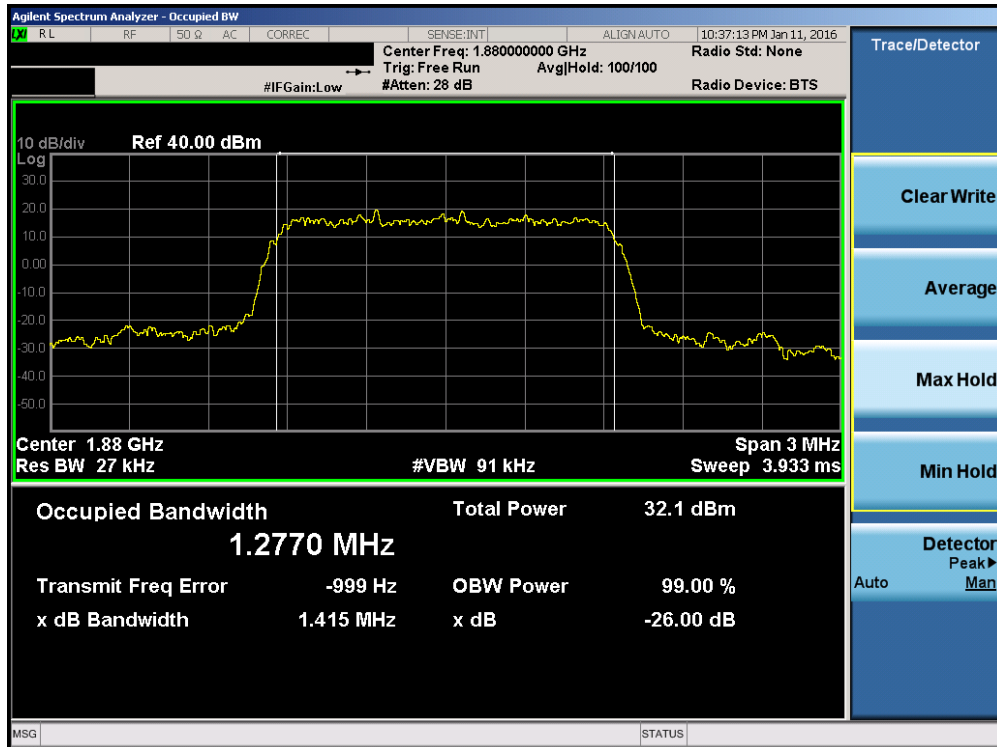 Agilent Spectrum Analyzer - Occupied BW
LXI RL RF 50 Ω AC CORREC SENSE:INT ALIGN AUTO 10:37:13 PM Jan 11, 2016
Center Freq: 1.880000000 GHz Radio Std: None
Trig: Free Run Avg|Hold: 100/100
#IFGain:Low #Atten: 28 dB Radio Device: BTS
10 dB/div Ref 40.00 dBm
Log
30.0
20.0
10.0
0.00
-10.0
-20.0
-30.0
-40.0
-50.0
Center 1.88 GHz Span 3 MHz
Res BW 27 kHz #VBW 91 kHz Sweep 3.933 ms
Occupied Bandwidth Total Power 32.1 dBm
1.2770 MHz
Transmit Freq Error -999 Hz OBW Power 99.00 %
x dB Bandwidth 1.415 MHz x dB -26.00 dB
Trace/Detector
Clear Write
Average
Max Hold
Min Hold
Detector
Peak▶
Auto Man
MSG STATUS